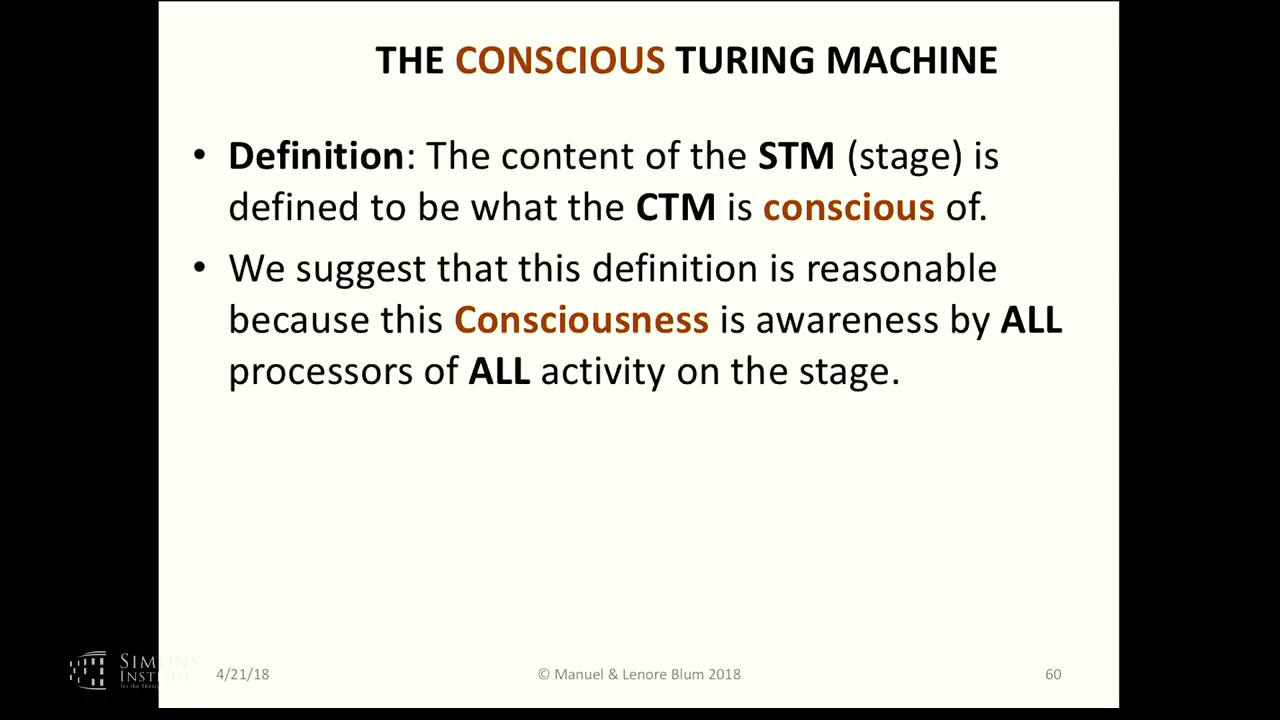 THE CONSCIOUS TURING MACHINE
• Definition: The content of the STM (stage) is
defined to be what the CTM is conscious of.
• We suggest that this definition is reasonable
because this Consciousness is awareness by ALL
processors of ALL activity on the stage.
SIMONS
INSTITUTE
4/21/18
© Manuel & Lenore Blum 2018
60